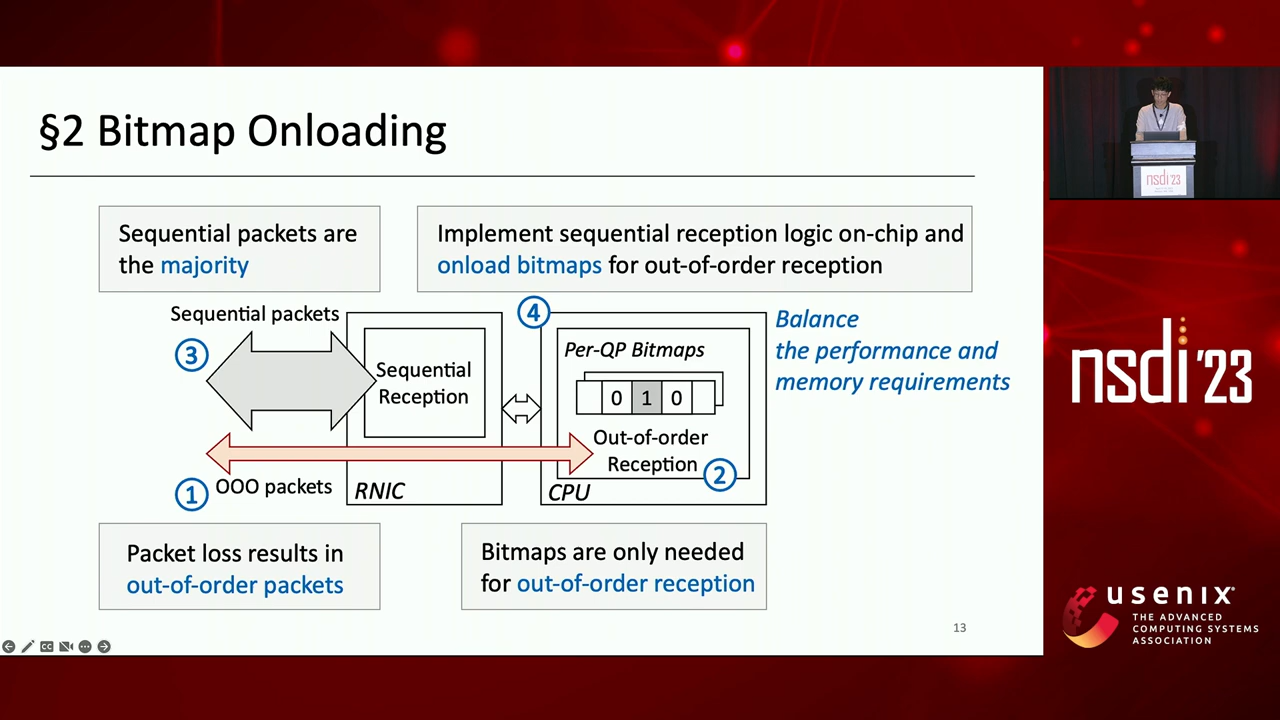 §2 Bitmap Onloading
Sequential packets are
the majority
Implement sequential reception logic on-chip and
onload bitmaps for out-of-order reception
Sequential packets
3
Sequential
Reception
RNIC
4
Per-QP Bitmaps
0 1 0
Out-of-order
Reception
2
CPU
Balance
the performance and
memory requirements
1
OOO packets
Packet loss results in
out-of-order packets
Bitmaps are only needed
for out-of-order reception
13
CC
nsdi'23
nsdi '23
usenix
THE ADVANCED
COMPUTING SYSTEMS
ASSOCIATION